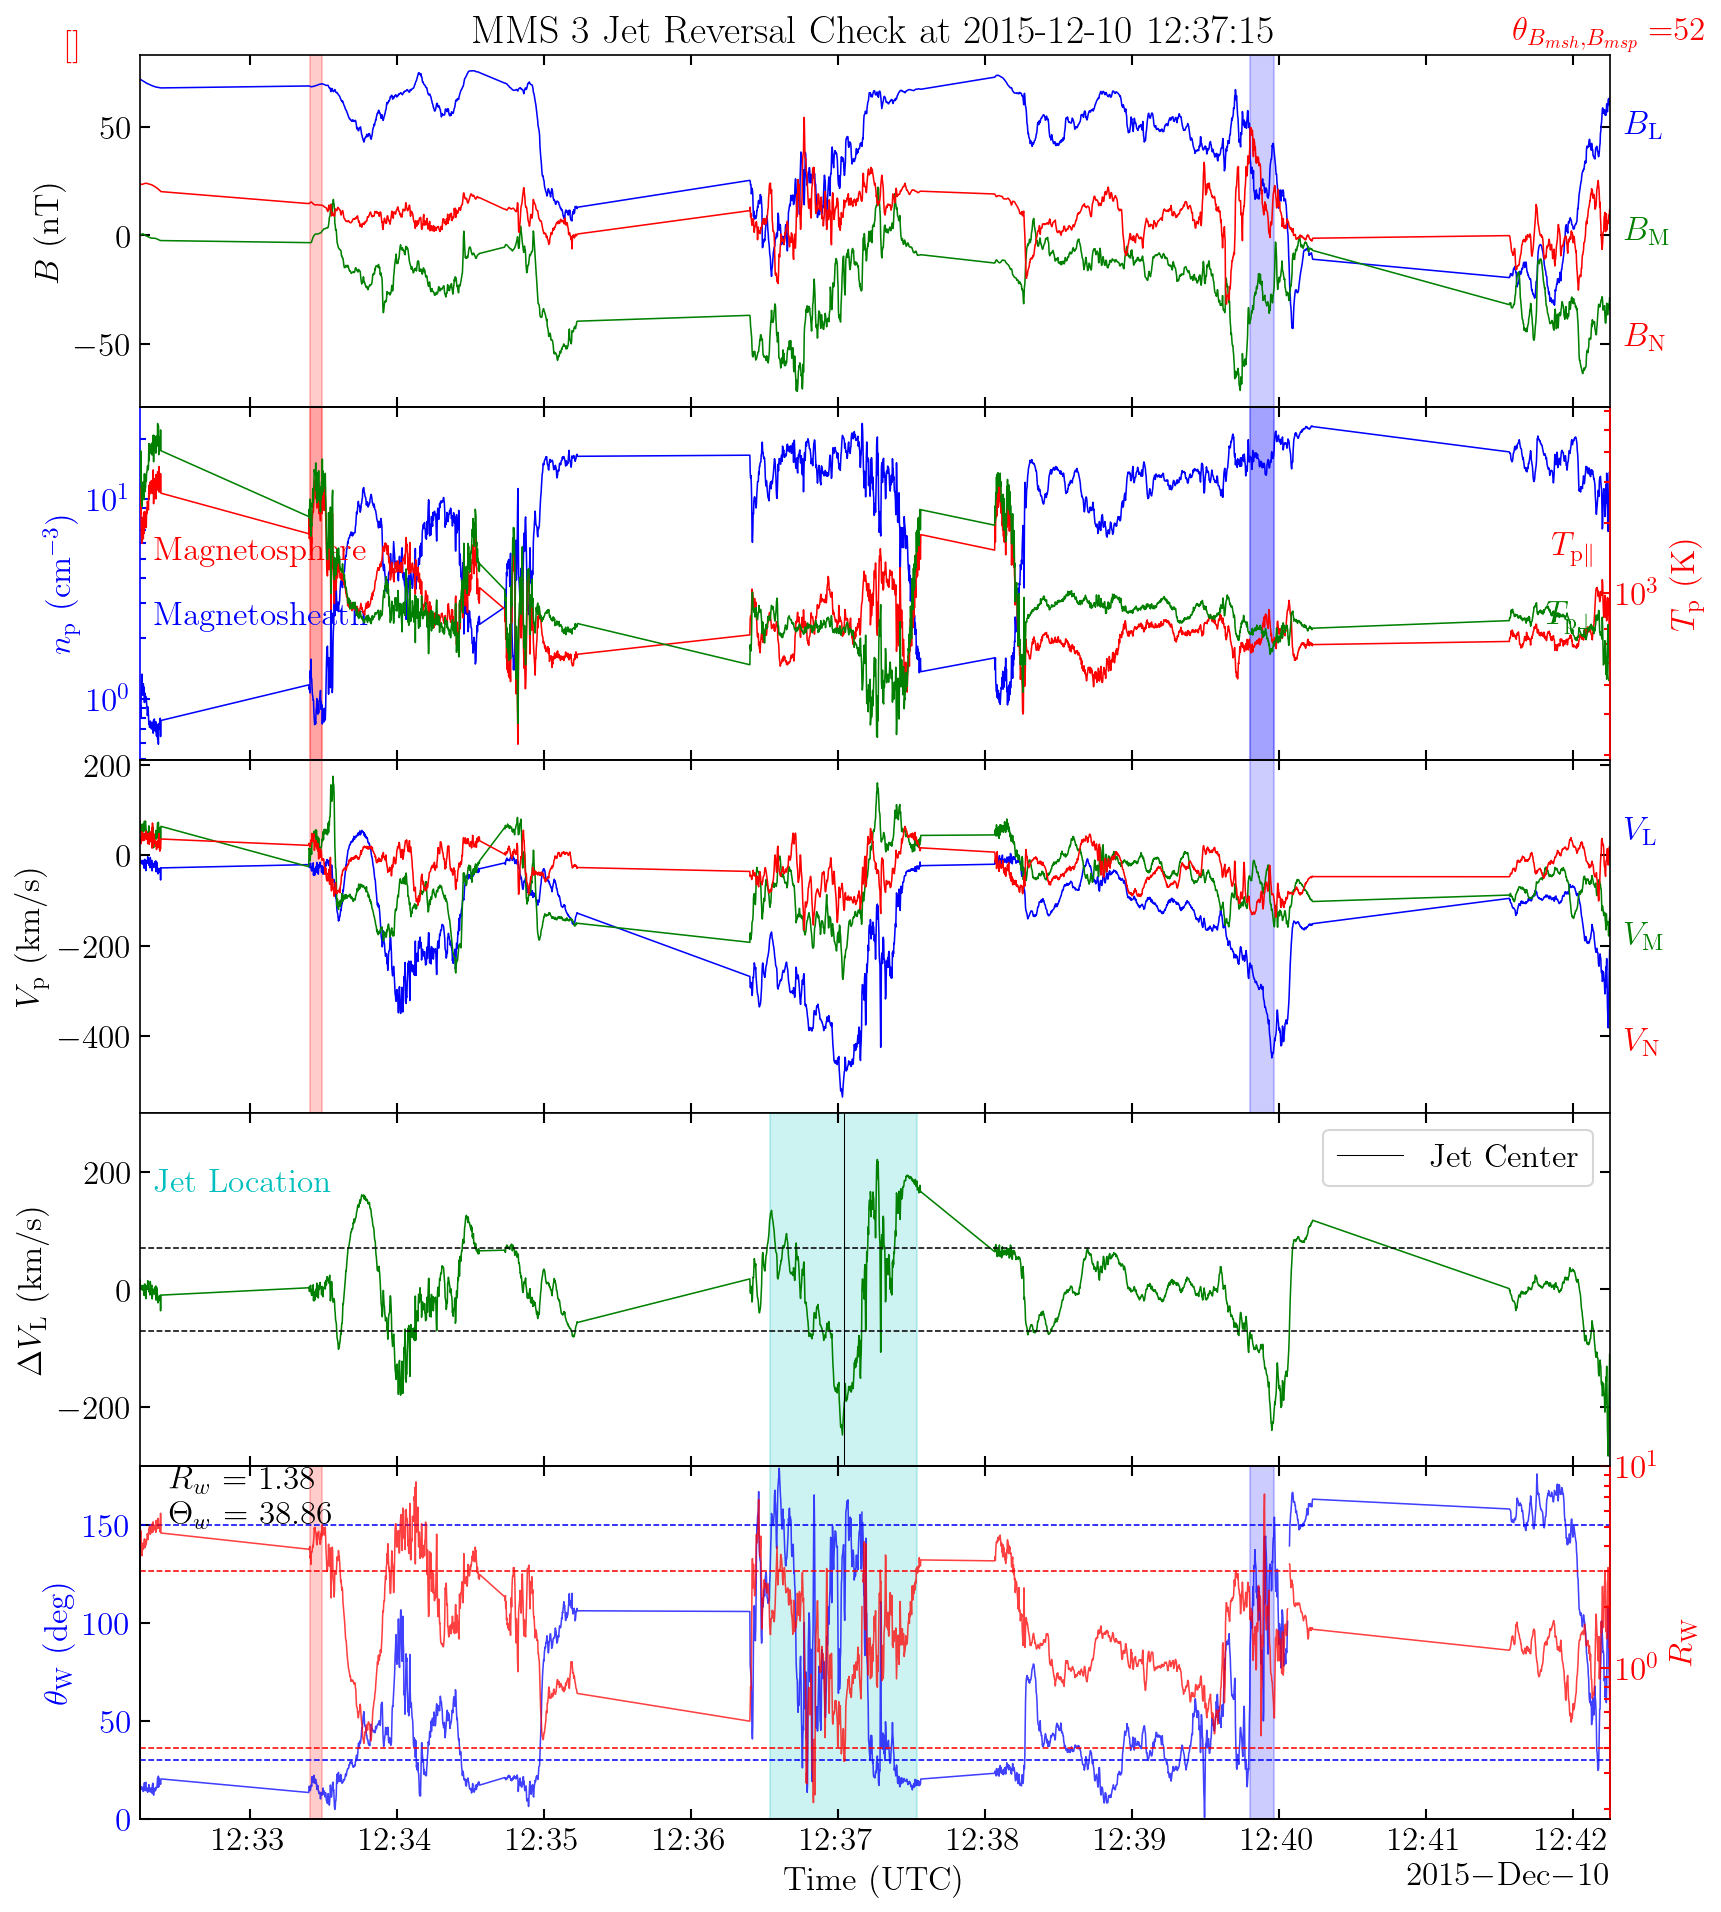 MMS 3 Jet Reversal Check at 2015-12-10 12:37:15
[]
θ_{B_{msh},B_{msp}} =52
50
0
−50
B (nT)
B_L
B_M
B_N
10^1
10^0
n_p (cm^{−3})
Magnetosphere
Magnetosheath
T_{p∥}
T_{p⊥}
10^3
T_p (K)
200
0
−200
−400
V_p (km/s)
V_L
V_M
V_N
200
0
−200
ΔV_L (km/s)
Jet Location
Jet Center
R_w = 1.38
Θ_w = 38.86
150
100
50
0
θ_W (deg)
10^1
10^0
R_W
12:33
12:34
12:35
12:36
12:37
12:38
12:39
12:40
12:41
12:42
Time (UTC)
2015−Dec−10